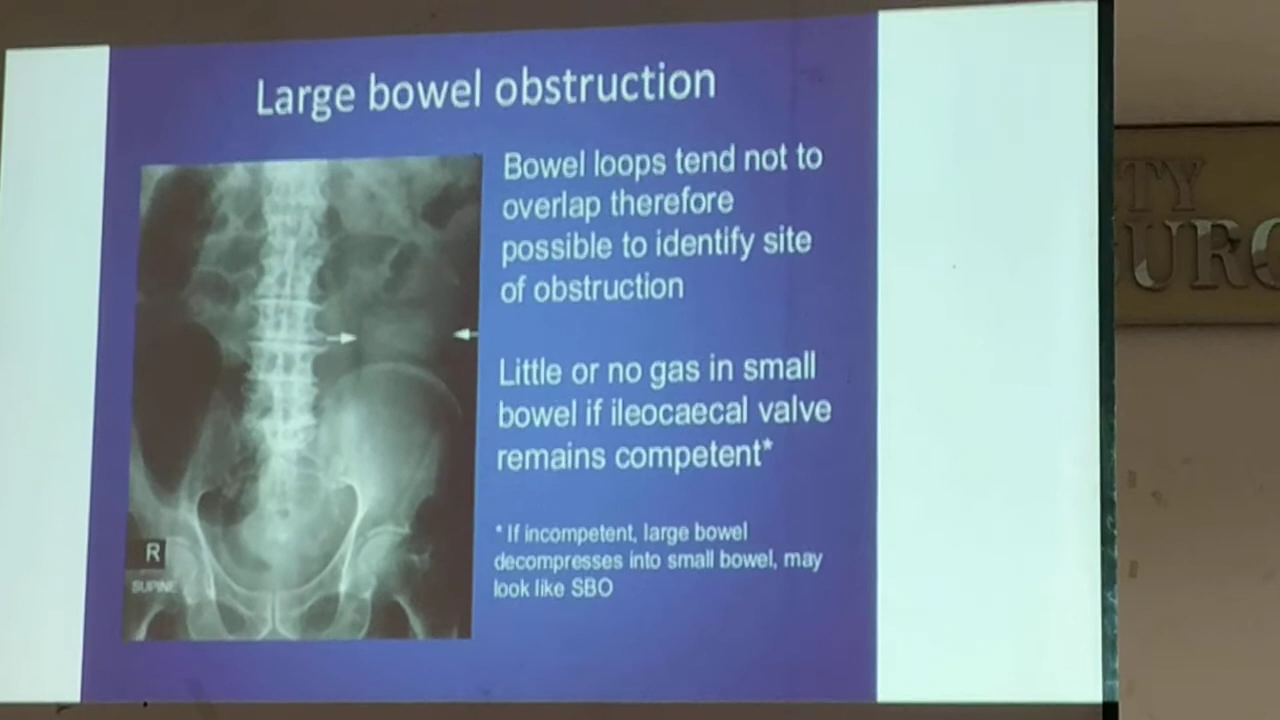 Large bowel obstruction
Bowel loops tend not to
overlap therefore
possible to identify site
of obstruction
Little or no gas in small
bowel if ileocaecal valve
remains competent*
* If incompetent, large bowel
decompresses into small bowel, may
look like SBO
R
SUPINE